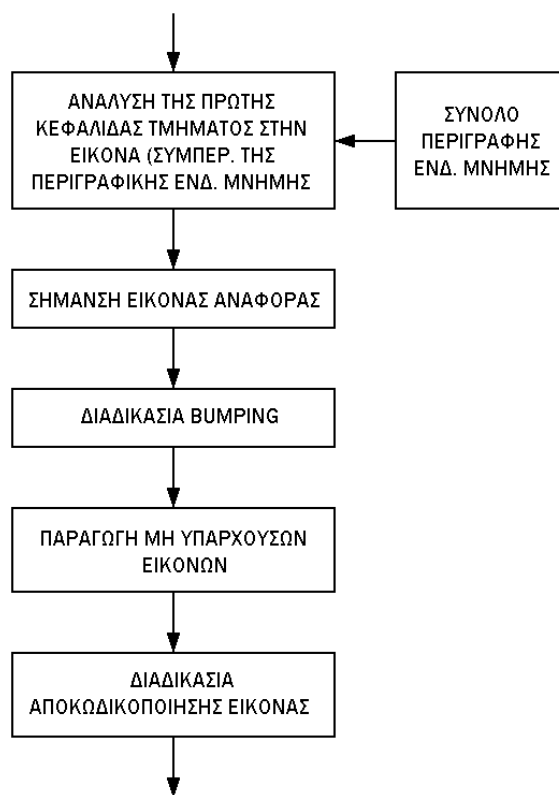 ΑΝΑΛΥΣΗ ΤΗΣ ΠΡΩΤΗΣ
ΚΕΦΑΛΙΔΑΣ ΤΜΗΜΑΤΟΣ ΣΤΗΝ
ΕΙΚΟΝΑ (ΣΥΜΠΕΡ. ΤΗΣ
ΠΕΡΙΓΡΑΦΙΚΗΣ ΕΝΔ. ΜΝΗΜΗΣ
ΣΥΝΟΛΟ
ΠΕΡΙΓΡΑΦΗΣ
ΕΝΔ. ΜΝΗΜΗΣ
ΣΗΜΑΝΣΗ ΕΙΚΟΝΑΣ ΑΝΑΦΟΡΑΣ
ΔΙΑΔΙΚΑΣΙΑ BUMPING
ΠΑΡΑΓΩΓΗ ΜΗ ΥΠΑΡΧΟΥΣΩΝ
ΕΙΚΟΝΩΝ
ΔΙΑΔΙΚΑΣΙΑ
ΑΠΟΚΩΔΙΚΟΠΟΙΗΣΗΣ ΕΙΚΟΝΑΣ